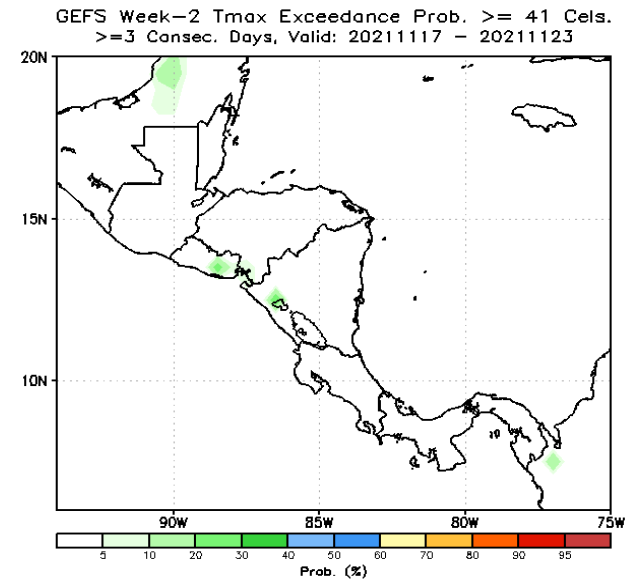 GEFS Week-2 Tmax Exceedance Prob. >= 41 Cels.
>=3 Cansec. Days, Valid: 20211117 - 20211123
20N
15N
10N
90W 85W 80W 75W
5 10 20 30 40 50 60 70 80 90 95
Prob. (%)